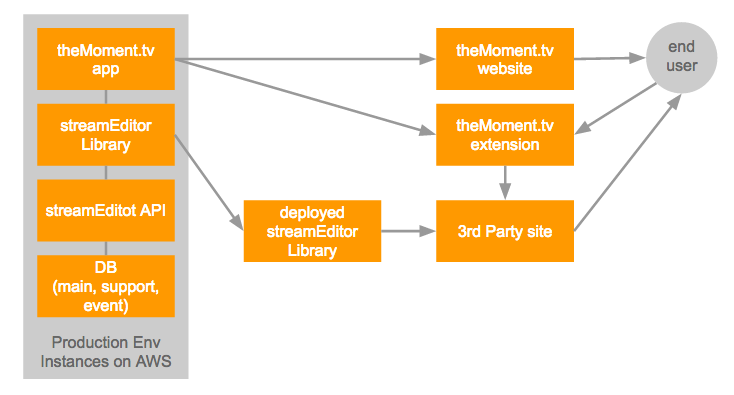 theMoment.tv
app
streamEditor
Library
streamEditot API
DB
(main, support,
event)
Production Env
Instances on AWS
deployed
streamEditor
Library
theMoment.tv
website
theMoment.tv
extension
3rd Party site
end
user